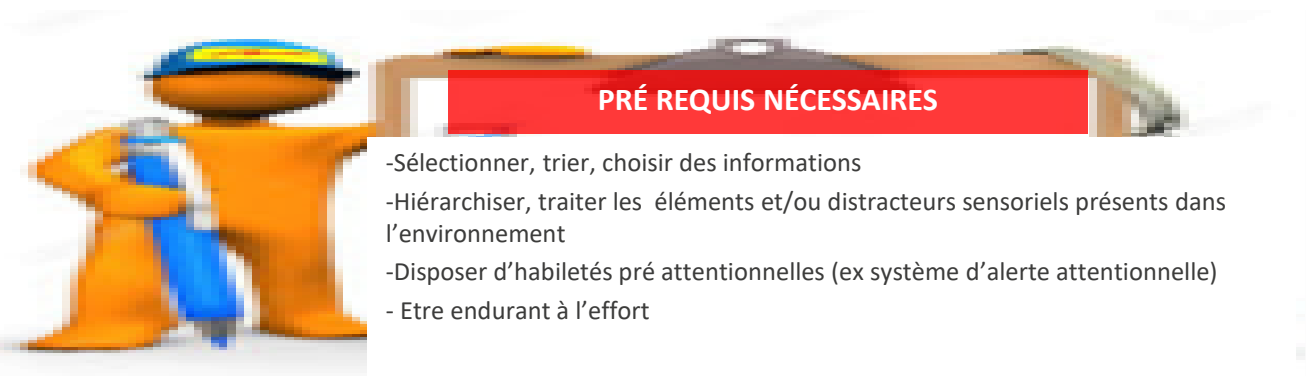 PRÉ REQUIS NÉCESSAIRES
-Sélectionner, trier, choisir des informations
-Hiérarchiser, traiter les  éléments et/ou distracteurs sensoriels présents dans
l’environnement
-Disposer d’habiletés pré attentionnelles (ex système d’alerte attentionnelle)
- Etre endurant à l’effort